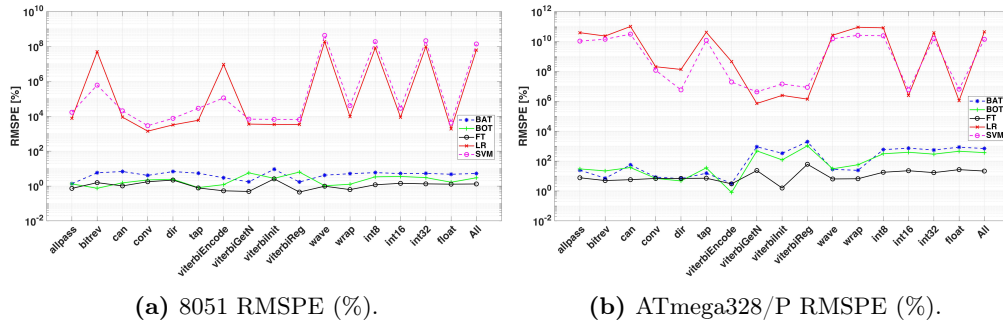 RMSPE [%]
10^10
10^8
10^6
10^4
10^2
10^0
10^-2
BAT
BOT
FT
LR
SVM
allpass
bitrev
can
conv
dir
tap
viterbiEncode
viterbiGetN
viterbiInit
viterbiReg
wave
wrap
int8
int16
int32
float
All
(a) 8051 RMSPE (%).
RMSPE [%]
10^12
10^10
10^8
10^6
10^4
10^2
10^0
10^-2
BAT
BOT
FT
LR
SVM
allpass
bitrev
can
conv
dir
tap
viterbiEncode
viterbiGetN
viterbiInit
viterbiReg
wave
wrap
int8
int16
int32
float
All
(b) ATmega328/P RMSPE (%).